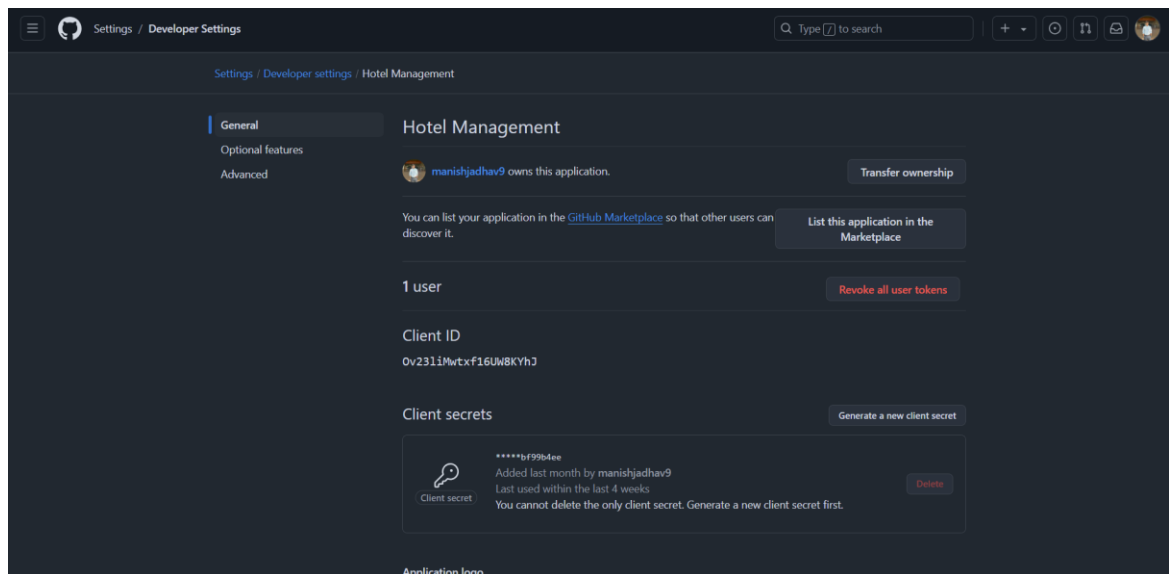 Settings / Developer Settings
Type / to search
Settings / Developer settings / Hotel Management
General
Optional features
Advanced
Hotel Management
manishjadhav9 owns this application.
Transfer ownership
You can list your application in the GitHub Marketplace so that other users can
discover it.
List this application in the
Marketplace
1 user
Revoke all user tokens
Client ID
Ov23liMwtxf16UW8KYhJ
Client secrets
Generate a new client secret
*****bf99b4ee
Added last month by manishjadhav9
Last used within the last 4 weeks
You cannot delete the only client secret. Generate a new client secret first.
Client secret
Delete
Application logo